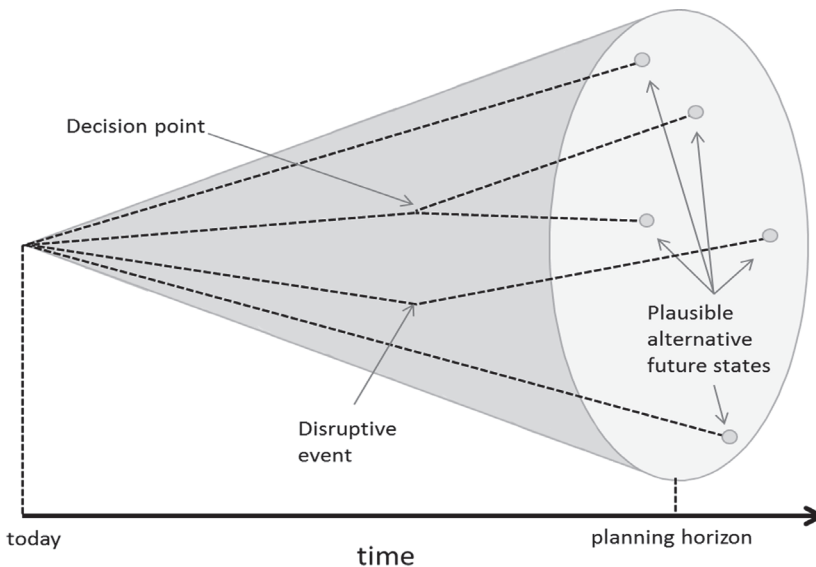 Decision point
Plausible
alternative
future states
Disruptive
event
today
planning horizon
time